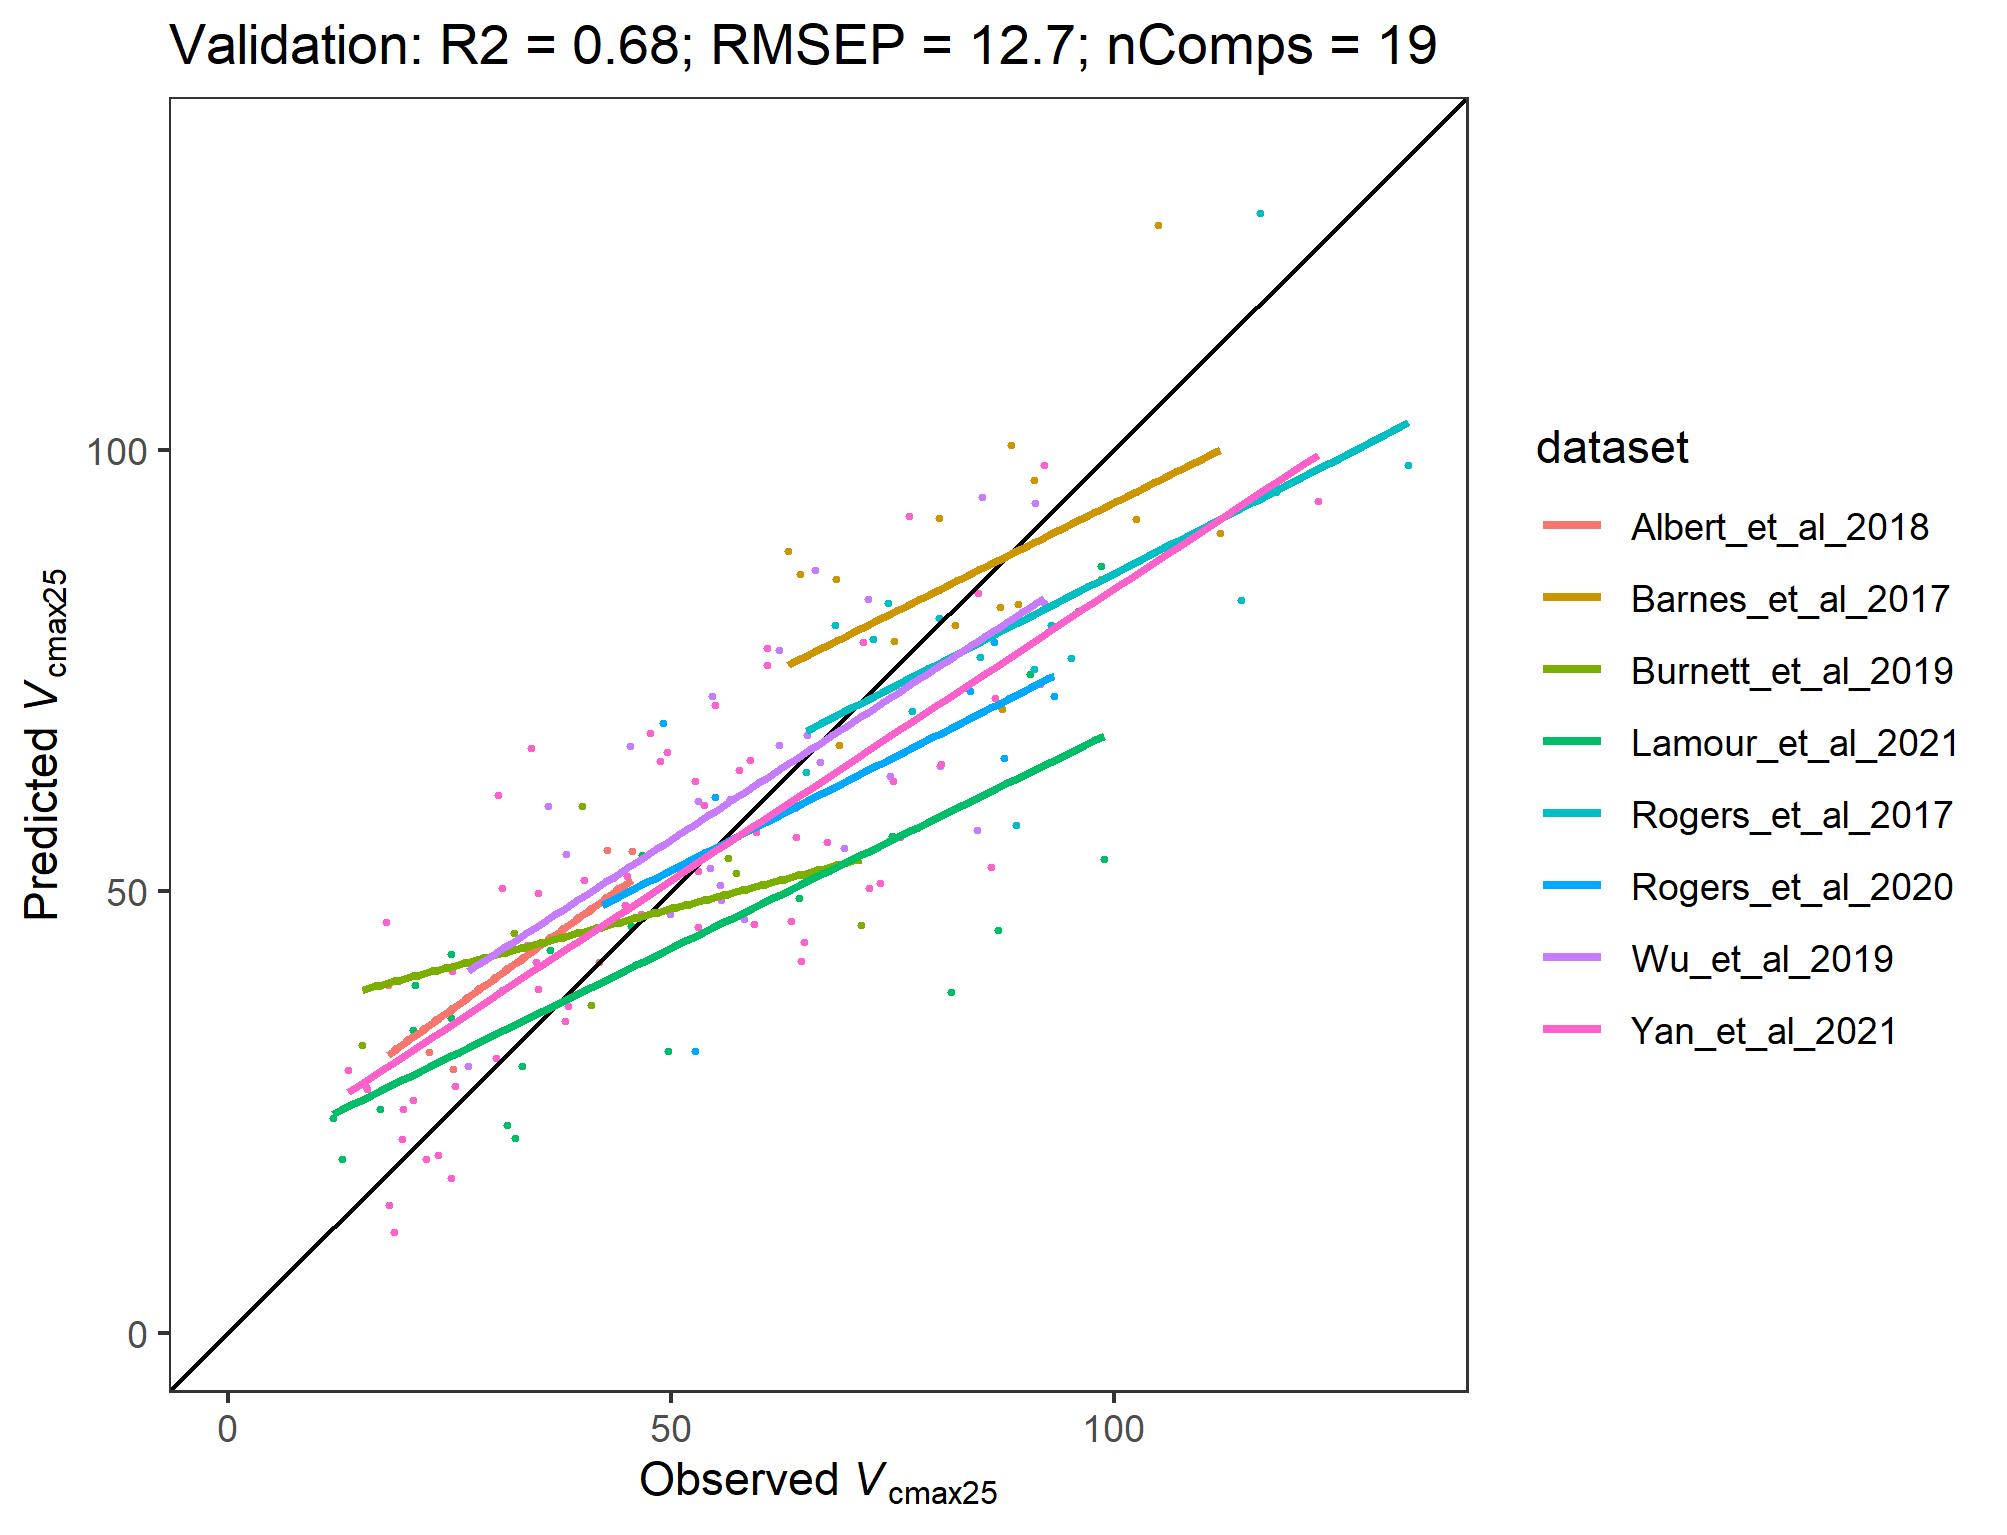 Validation: R2 = 0.68; RMSEP = 12.7; nComps = 19
Predicted Vcmax25
100
50
0
0 50 100
Observed Vcmax25
dataset
Albert_et_al_2018
Barnes_et_al_2017
Burnett_et_al_2019
Lamour_et_al_2021
Rogers_et_al_2017
Rogers_et_al_2020
Wu_et_al_2019
Yan_et_al_2021